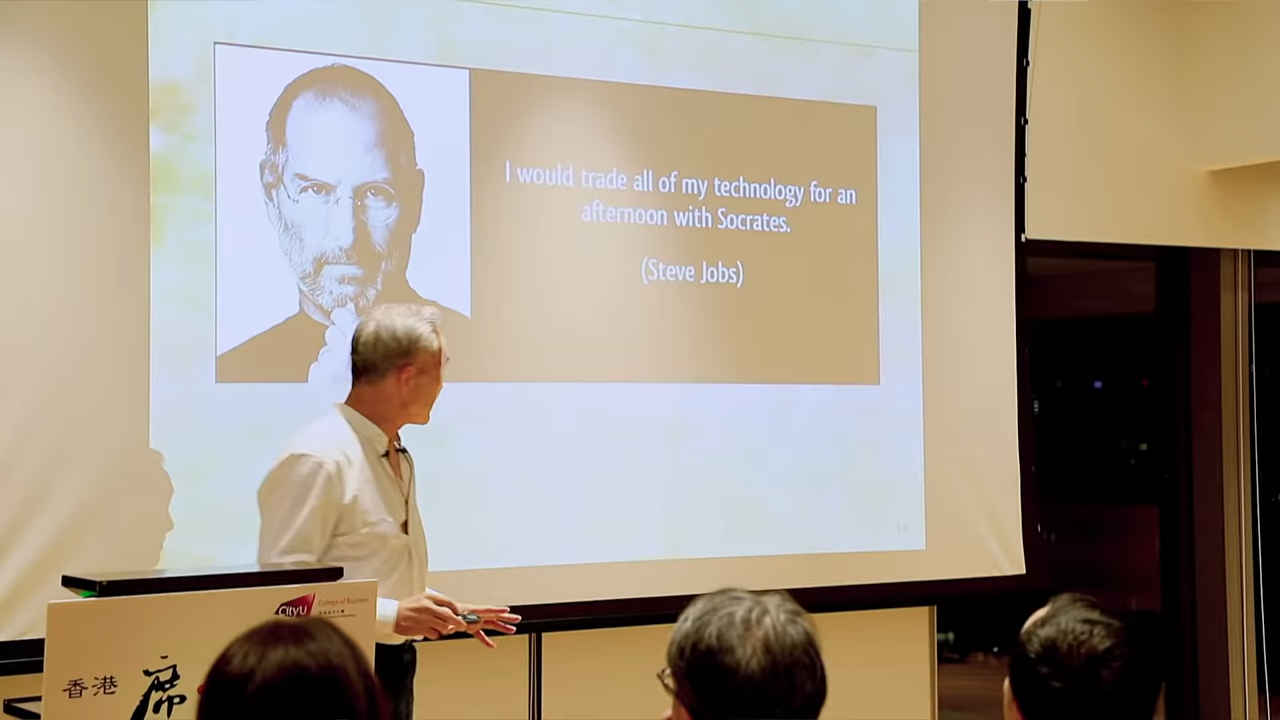 I would trade all of my technology for an
afternoon with Socrates.
(Steve Jobs)
CityU
College of Business
香港
席